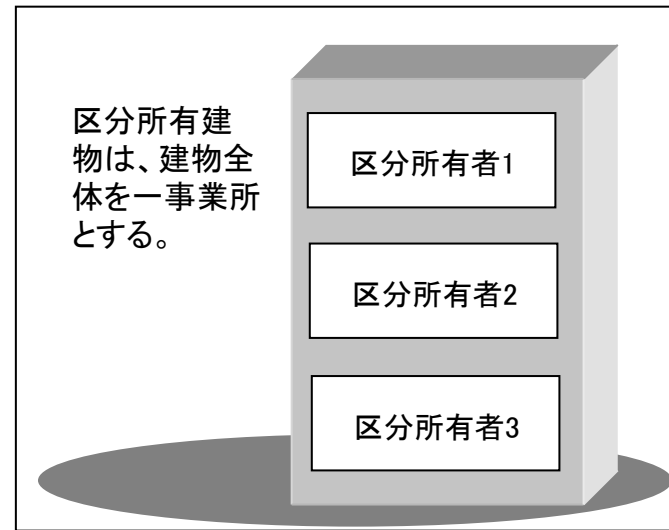 区分所有建
物は、建物全
体を一事業所
とする。
区分所有者1
区分所有者2
区分所有者3